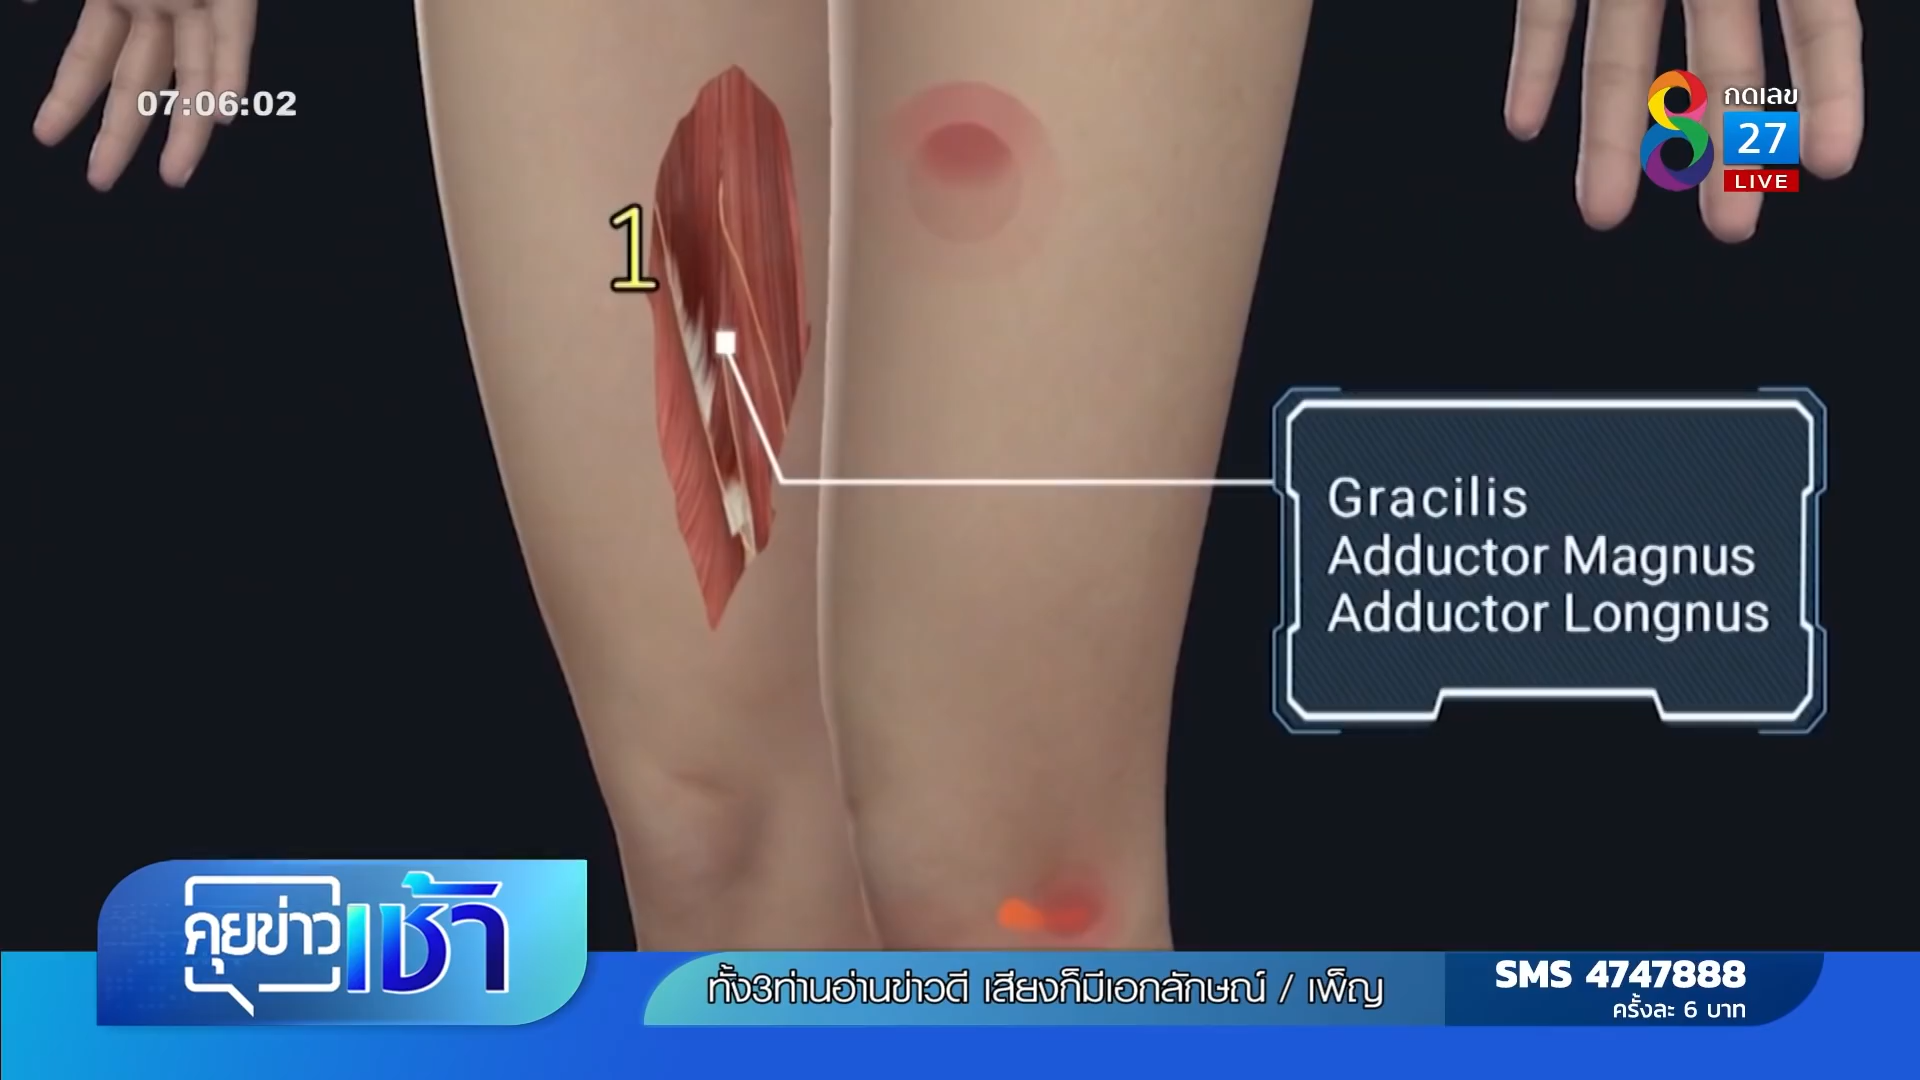 07:06:02
กดเลข
27
LIVE
1
Gracilis
Adductor Magnus
Adductor Longnus
คุยข่าวเช้า
ทั้ง3ท่านอ่านข่าวดี เสียงก็มีเอกลักษณ์ / เพ็ญ
SMS 4747888
ครั้งละ 6 บาท